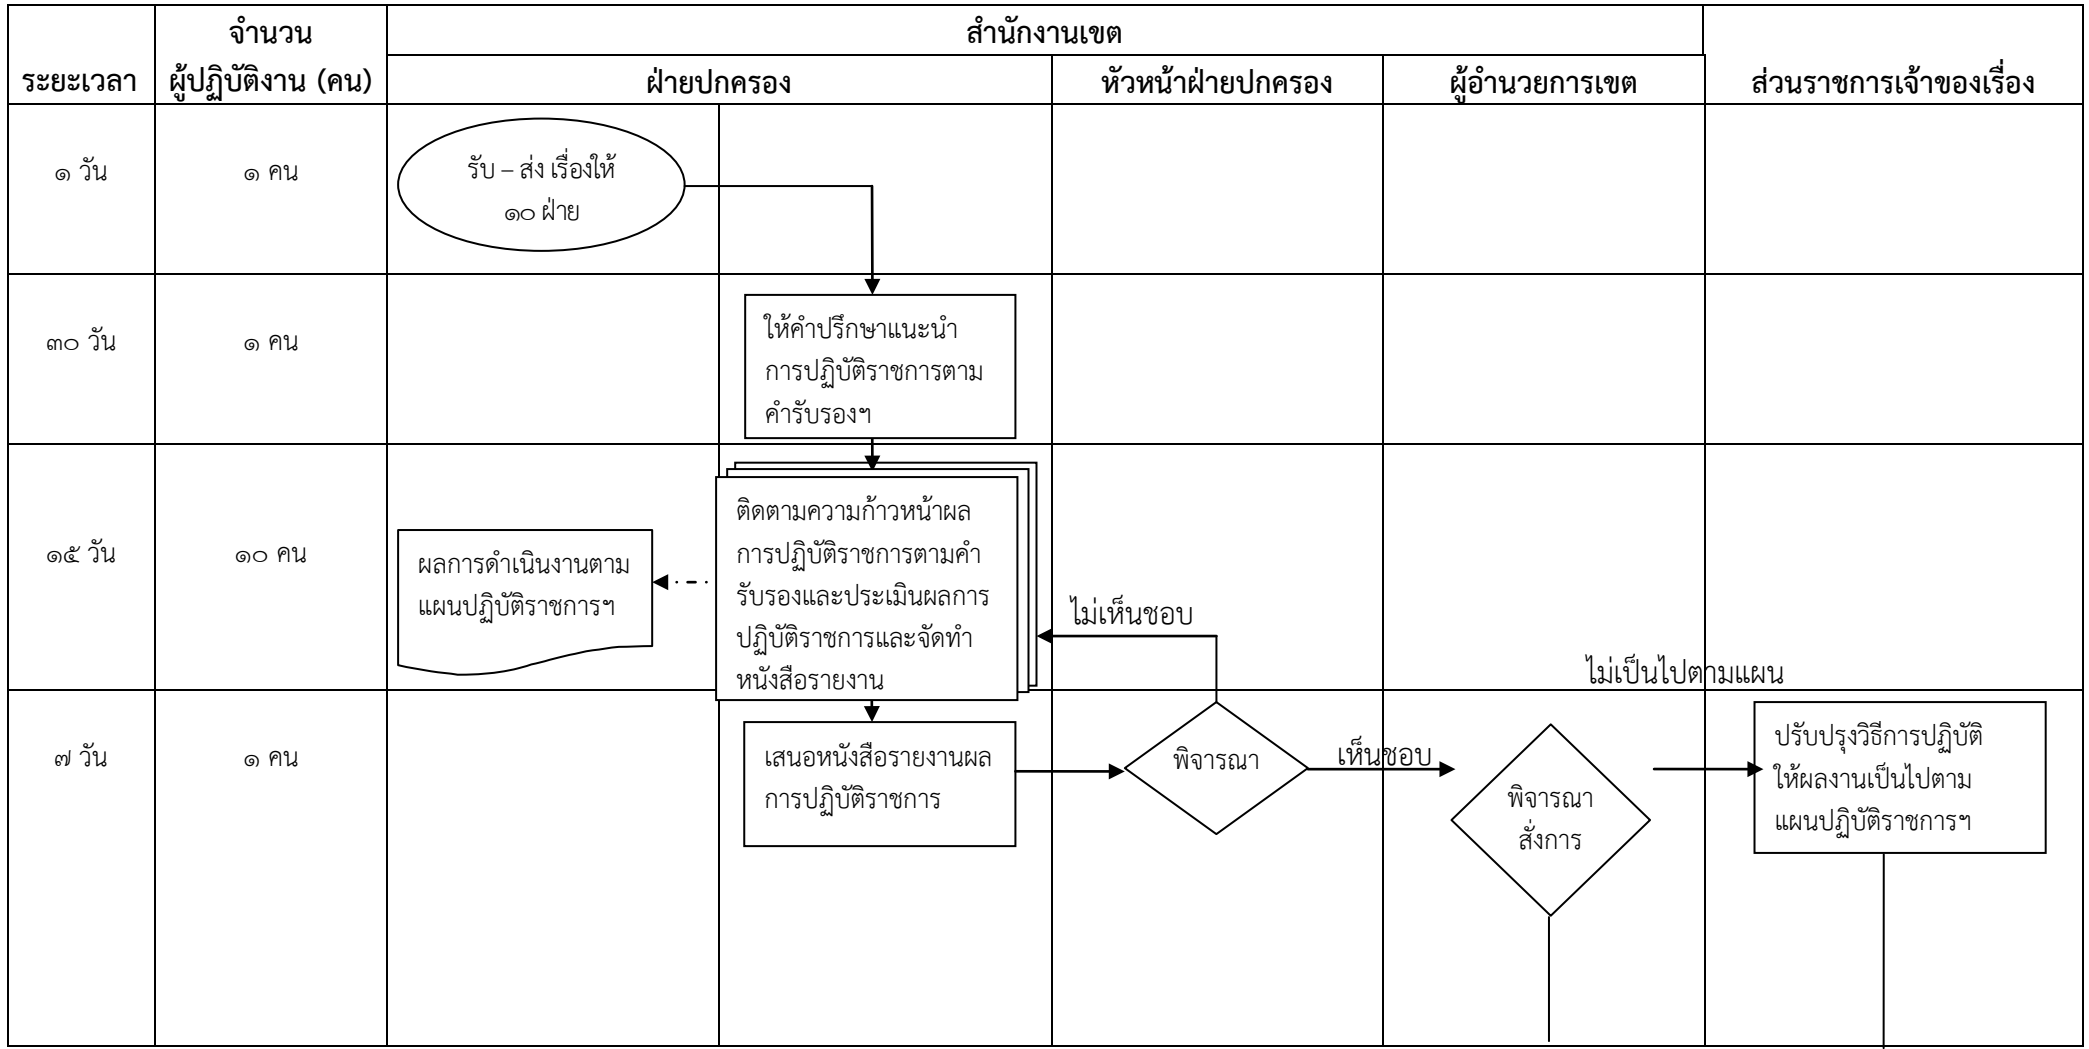 ระยะเวลา
จำนวน
ผู้ปฏิบัติงาน (คน)
สำนักงานเขต
ฝ่ายปกครอง
หัวหน้าฝ่ายปกครอง
ผู้อำนวยการเขต
ส่วนราชการเจ้าของเรื่อง
๑ วัน
๑ คน
รับ – ส่ง เรื่องให้
๑๐ ฝ่าย
๓๐ วัน
๑ คน
ให้คำปรึกษาแนะนำ
การปฏิบัติราชการตาม
คำรับรองฯ
๑๕ วัน
๑๐ คน
ผลการดำเนินงานตาม
แผนปฏิบัติราชการฯ
ติดตามความก้าวหน้าผล
การปฏิบัติราชการตามคำ
รับรองและประเมินผลการ
ปฏิบัติราชการและจัดทำ
หนังสือรายงาน
ไม่เห็นชอบ
ไม่เป็นไปตามแผน
๗ วัน
๑ คน
เสนอหนังสือรายงานผล
การปฏิบัติราชการ
พิจารณา
เห็นชอบ
พิจารณา
สั่งการ
ปรับปรุงวิธีการปฏิบัติ
ให้ผลงานเป็นไปตาม
แผนปฏิบัติราชการฯ